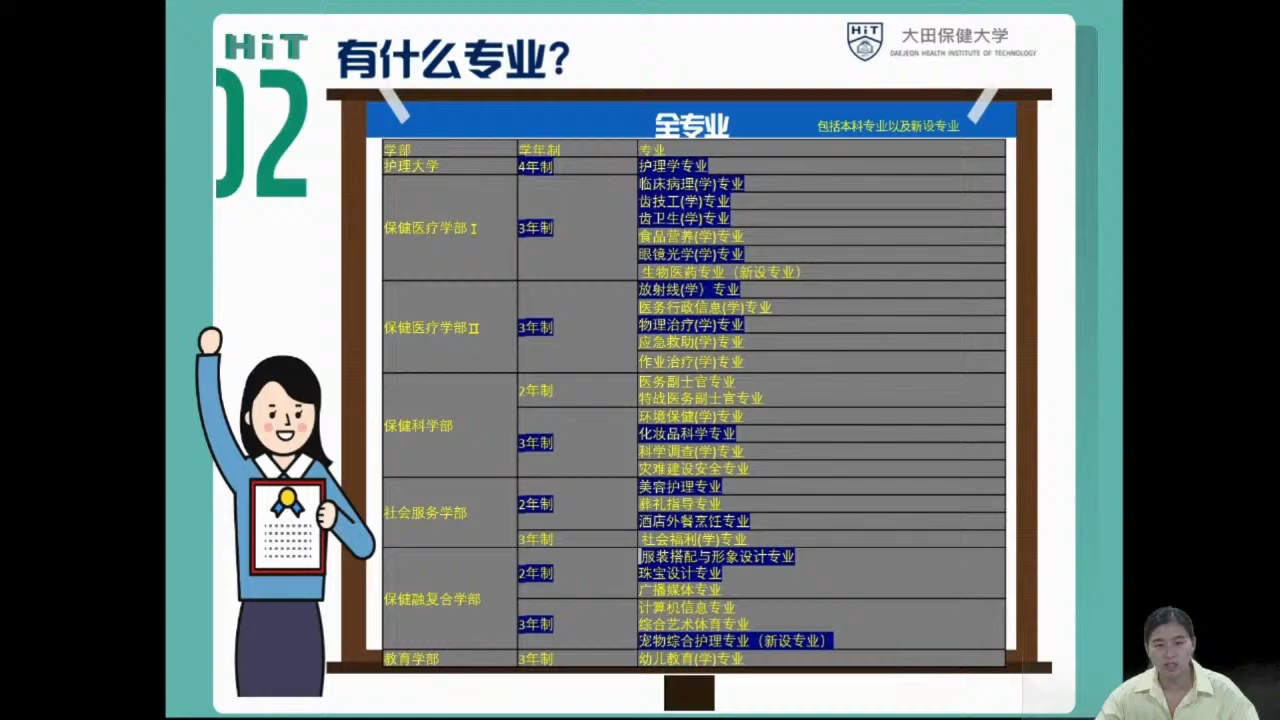 HiT
02
有什么专业?
HiT
大田保健大学
DAEJEON HEALTH INSTITUTE OF TECHNOLOGY
全专业
包括本科专业以及新设专业
学部 学年制 专业
护理大学 4年制 护理学专业
临床病理(学)专业
齿技工(学)专业
齿卫生(学)专业
保健医疗学部Ⅰ 3年制
食品营养(学)专业
眼镜光学(学)专业
生物医药专业（新设专业）
放射线(学）专业
医务行政信息(学)专业
保健医疗学部Ⅱ 3年制 物理治疗(学)专业
应急救助(学)专业
作业治疗(学)专业
2年制 医务副士官专业
特战医务副士官专业
保健科学部
环境保健(学)专业
3年制 化妆品科学专业
科学调查(学)专业
灾难建设安全专业
美容护理专业
社会服务学部 2年制 葬礼指导专业
酒店外餐烹饪专业
3年制 社会福利(学)专业
服装搭配与形象设计专业
2年制 珠宝设计专业
广播媒体专业
保健融复合学部
计算机信息专业
3年制 综合艺术体育专业
宠物综合护理专业（新设专业）
教育学部 3年制 幼儿教育(学)专业